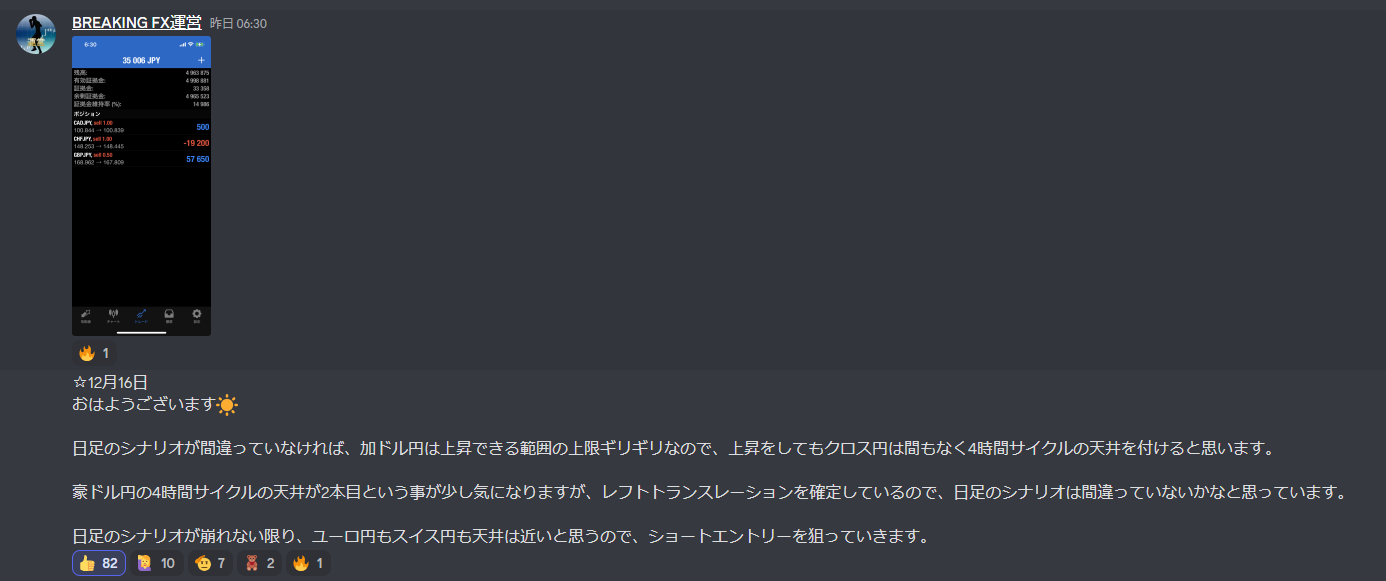 BREAKING FX運営 昨日 06:30
6:30
35 006 JPY +
残高: 4 963 875
有効証拠金: 4 998 881
証拠金: 33 358
余剰証拠金: 4 965 523
証拠金維持率 (%): 14 986
ポジション
CADJPY, sell 1.00
100.844 → 100.839
500
CHFJPY, sell 1.00
148.253 → 148.445
-19 200
GBPJPY, sell 0.50
168.962 → 167.809
57 650
チャート
トレード
🔥 1
☆12月16日
おはようございます☀
日足のシナリオが間違っていなければ、加ドル円は上昇できる範囲の上限ギリギリなので、上昇をしてもクロス円は間もなく4時間サイクルの天井を付けると思います。
豪ドル円の4時間サイクルの天井が2本目という事が少し気になりますが、レフトトランスレーションを確定しているので、日足のシナリオは間違っていないかなと思っています。
日足のシナリオが崩れない限り、ユーロ円もスイス円も天井は近いと思うので、ショートエントリーを狙っていきます。
👍 82 🙋 10 🫡 7 🧸 2 🔥 1